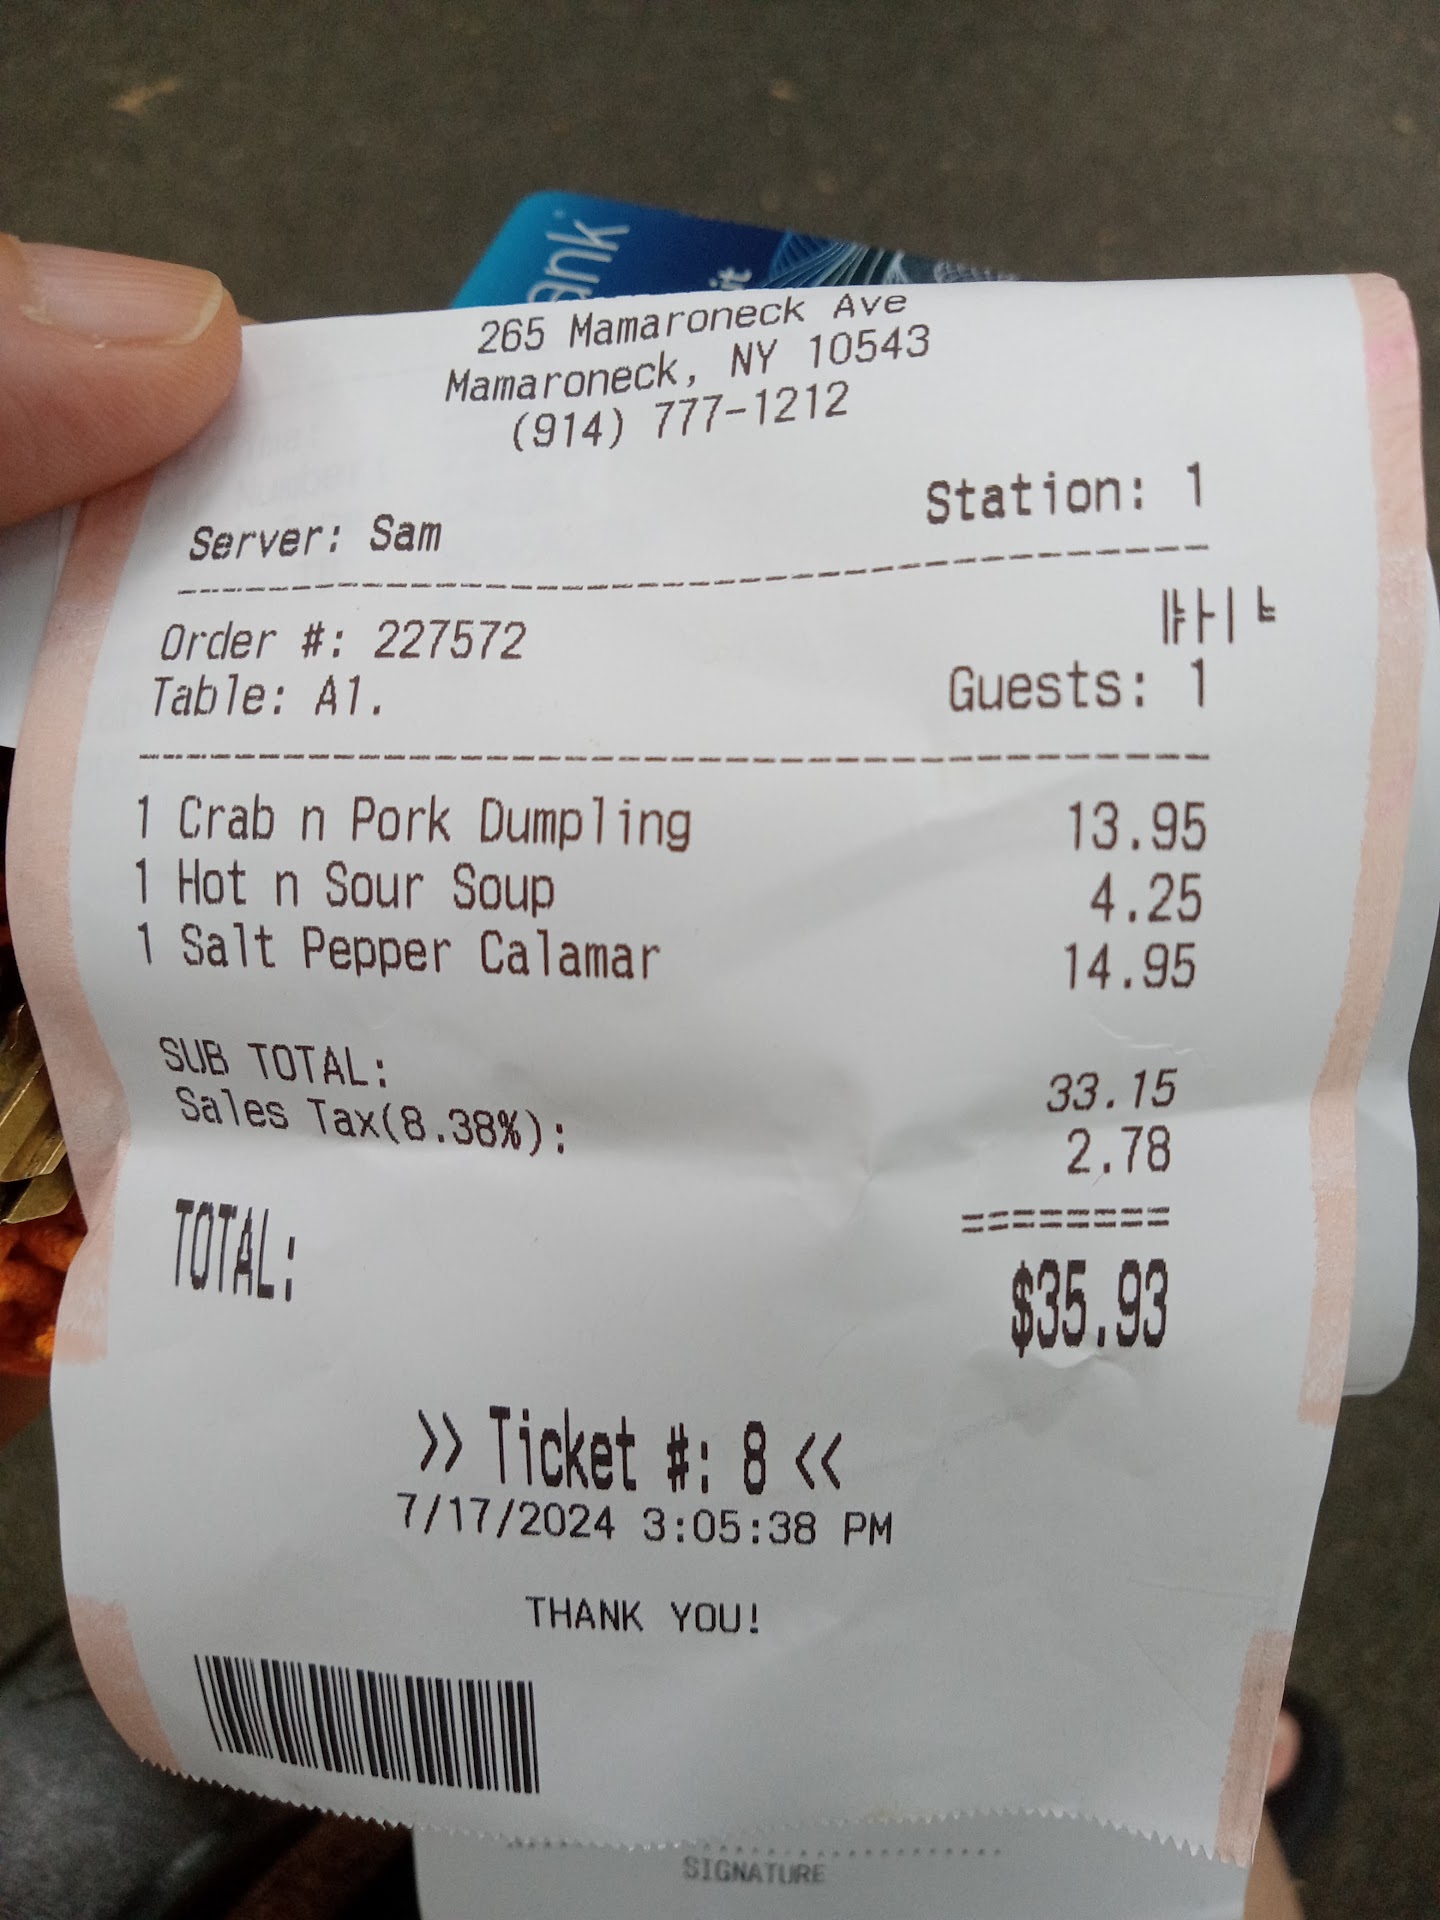 ank
it
265 Mamaroneck Ave
Mamaroneck, NY 10543
(914) 777-1212
Server: Sam
Station: 1
Order #: 227572
Table: A1.
Guests: 1
1 Crab n Pork Dumpling 13.95
1 Hot n Sour Soup 4.25
1 Salt Pepper Calamar 14.95
SUB TOTAL: 33.15
Sales Tax(8.38%): 2.78
========
TOTAL: $35.93
>> Ticket #: 8 <<
7/17/2024 3:05:38 PM
THANK YOU!
SIGNATURE